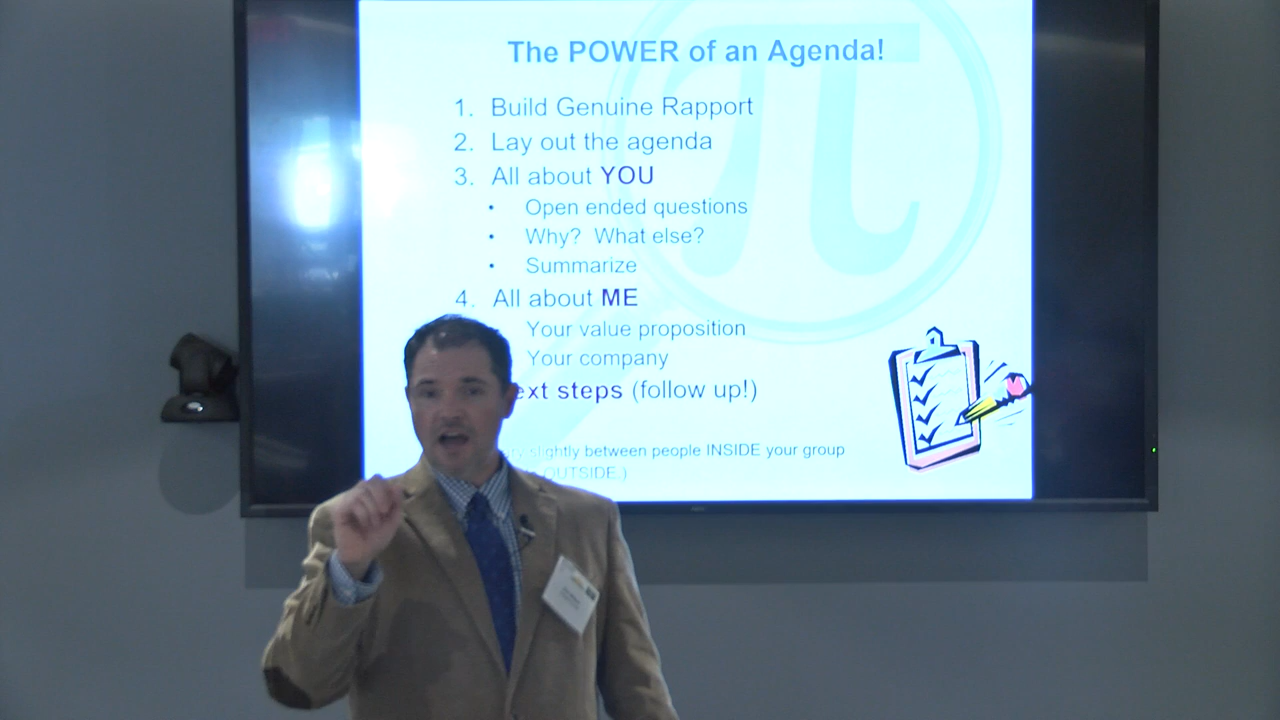 The POWER of an Agenda!
1. Build Genuine Rapport
2. Lay out the agenda
3. All about YOU
• Open ended questions
• Why? What else?
• Summarize
4. All about ME
Your value proposition
Your company
ext steps (follow up!)
slightly between people INSIDE your group
OUTSIDE.)
π